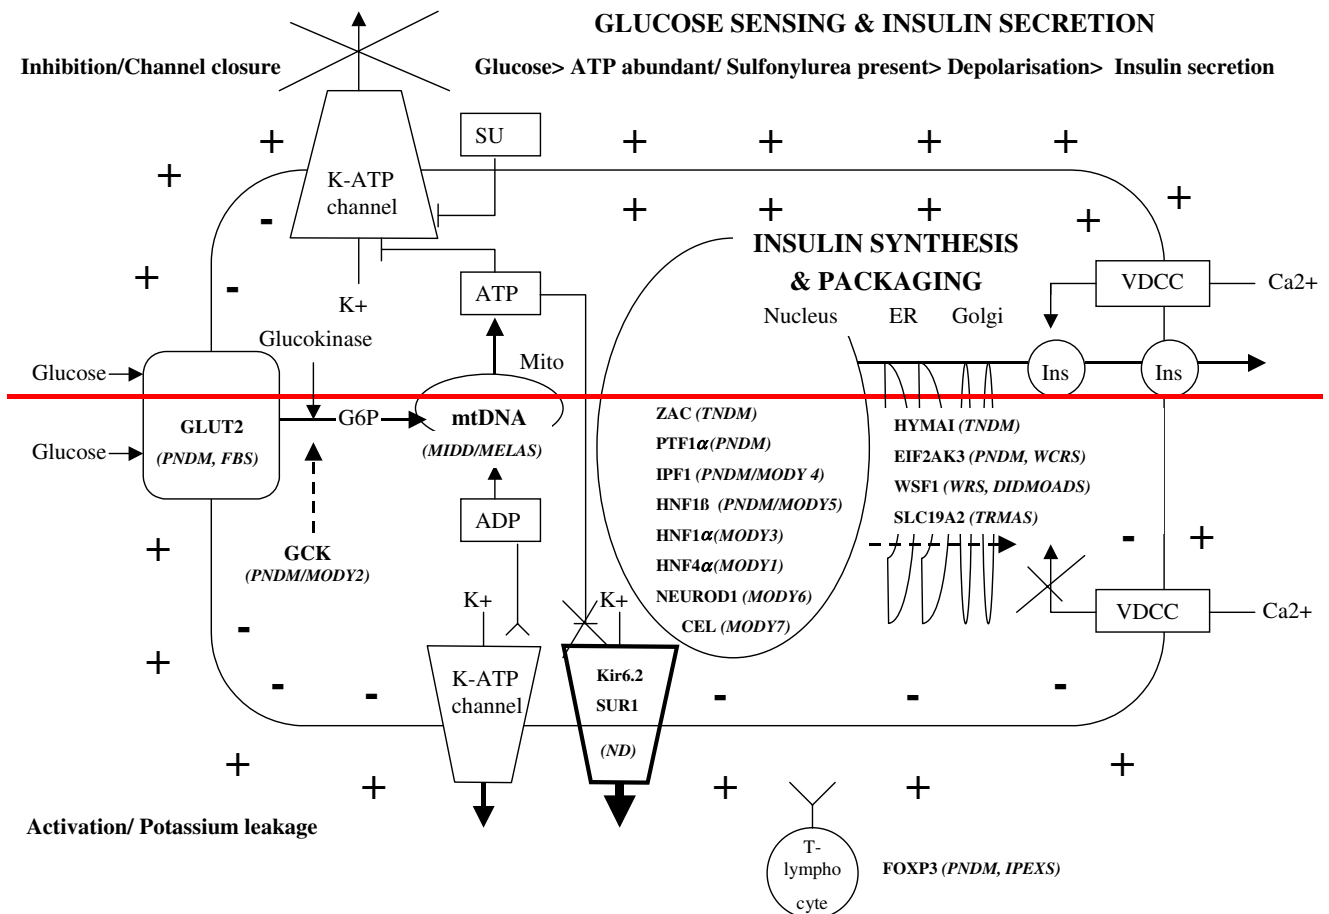 GLUCOSE SENSING & INSULIN SECRETION
Inhibition/Channel closure
Glucose> ATP abundant/ Sulfonylurea present> Depolarisation> Insulin secretion
+ + + + +
SU
+
K-ATP
channel
+
-
+ + + + +
INSULIN SYNTHESIS
& PACKAGING
+
-
K+
ATP
VDCC
Ca2+
Nucleus
ER
Golgi
Glucokinase
Mito
Glucose
Ins
Ins
GLUT2
(PNDM, FBS)
Glucose
G6P
mtDNA
(MIDD/MELAS)
ZAC (TNDM)
PTF1α(PNDM)
IPF1 (PNDM/MODY 4)
HNF1ß (PNDM/MODY5)
HNF1α(MODY3)
HNF4α(MODY1)
NEUROD1 (MODY6)
CEL (MODY7)
HYMAI (TNDM)
EIF2AK3 (PNDM, WCRS)
WSF1 (WRS, DIDMOADS)
SLC19A2 (TRMAS)
ADP
GCK
(PNDM/MODY2)
+
- +
K+
K+
VDCC
Ca2+
-
+
K-ATP
channel
Kir6.2
SUR1
(ND)
- - - - -
+ +
+ + +
Activation/ Potassium leakage
T-
lympho
cyte
FOXP3 (PNDM, IPEXS)